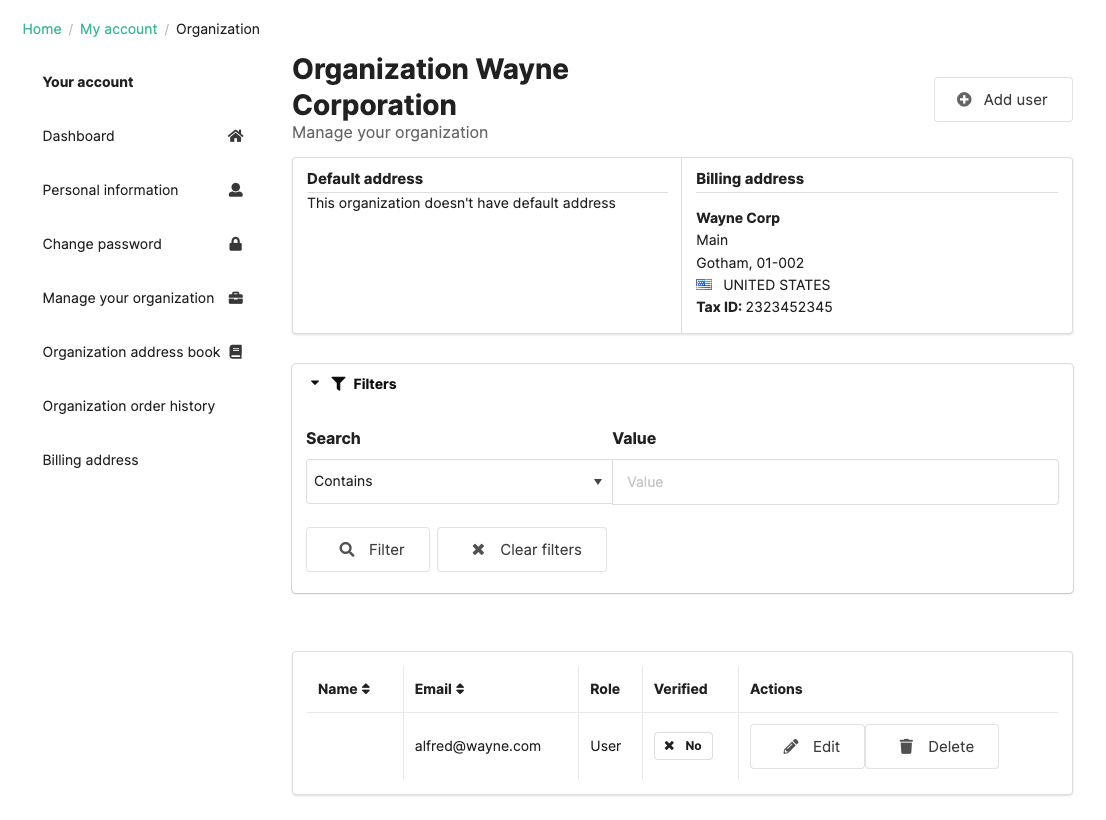 Home / My account / Organization
Your account
Dashboard
Personal information
Change password
Manage your organization
Organization address book
Organization order history
Billing address
Organization Wayne
Corporation
Manage your organization
Add user
Default address
This organization doesn't have default address
Billing address
Wayne Corp
Main
Gotham, 01-002
UNITED STATES
Tax ID: 2323452345
Filters
Search Value
Contains Value
Filter Clear filters
Name Email Role Verified Actions
alfred@wayne.com User No Edit Delete